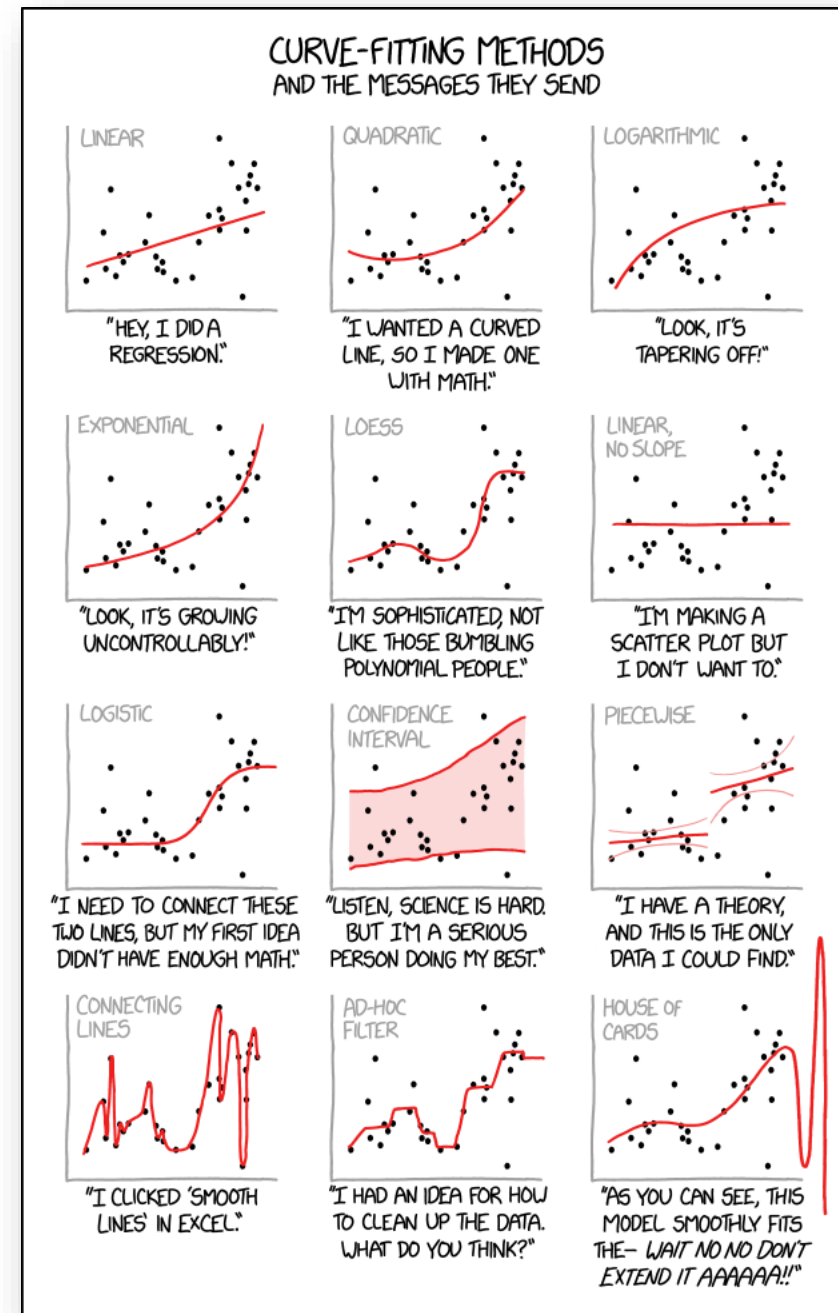 CURVE-FITTING METHODS
AND THE MESSAGES THEY SEND
LINEAR
"HEY, I DID A
REGRESSION."
QUADRATIC
"I WANTED A CURVED
LINE, SO I MADE ONE
WITH MATH."
LOGARITHMIC
"LOOK, IT'S
TAPERING OFF!"
EXPONENTIAL
"LOOK, IT'S GROWING
UNCONTROLLABLY!"
LOESS
"I'M SOPHISTICATED, NOT
LIKE THOSE BUMBLING
POLYNOMIAL PEOPLE."
LINEAR,
NO SLOPE
"I'M MAKING A
SCATTER PLOT BUT
I DON'T WANT TO."
LOGISTIC
"I NEED TO CONNECT THESE
TWO LINES, BUT MY FIRST IDEA
DIDN'T HAVE ENOUGH MATH."
CONFIDENCE
INTERVAL
"LISTEN, SCIENCE IS HARD.
BUT I'M A SERIOUS
PERSON DOING MY BEST."
PIECEWISE
"I HAVE A THEORY,
AND THIS IS THE ONLY
DATA I COULD FIND."
CONNECTING
LINES
"I CLICKED 'SMOOTH
LINES' IN EXCEL."
AD-HOC
FILTER
"I HAD AN IDEA FOR HOW
TO CLEAN UP THE DATA.
WHAT DO YOU THINK?"
HOUSE OF
CARDS
"AS YOU CAN SEE, THIS
MODEL SMOOTHLY FITS
THE- WAIT NO NO DON'T
EXTEND IT AAAAAA!!"